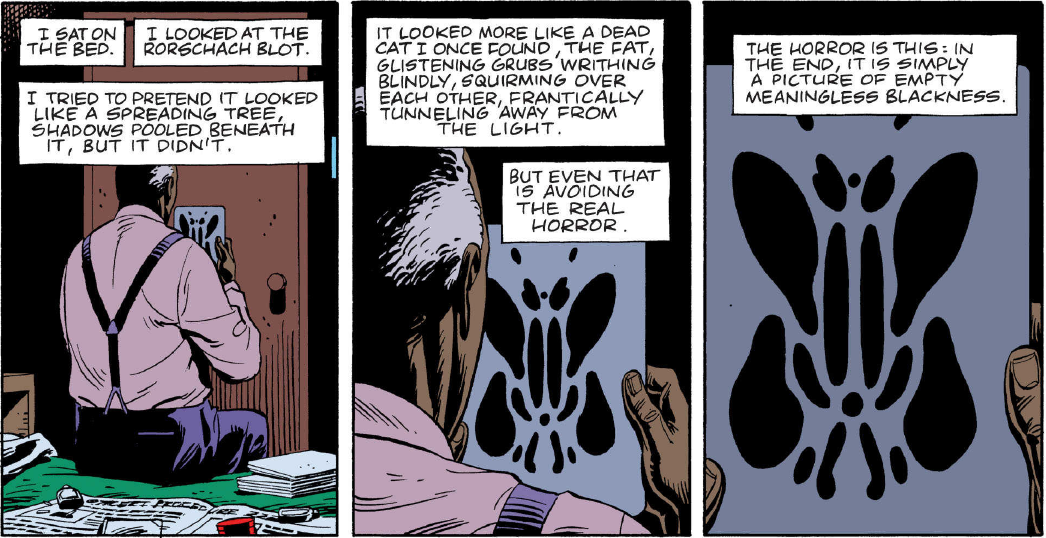 I SAT ON
THE BED.
I LOOKED AT THE
RORSCHACH BLOT.
I TRIED TO PRETEND IT LOOKED
LIKE A SPREADING TREE,
SHADOWS POOLED BENEATH
IT, BUT IT DIDN'T.
IT LOOKED MORE LIKE A DEAD
CAT I ONCE FOUND, THE FAT,
GLISTENING GRUBS WRITHING
BLINDLY, SQUIRMING OVER
EACH OTHER, FRANTICALLY
TUNNELING AWAY FROM
THE LIGHT.
BUT EVEN THAT
IS AVOIDING
THE REAL
HORROR.
THE HORROR IS THIS: IN
THE END, IT IS SIMPLY
A PICTURE OF EMPTY
MEANINGLESS BLACKNESS.